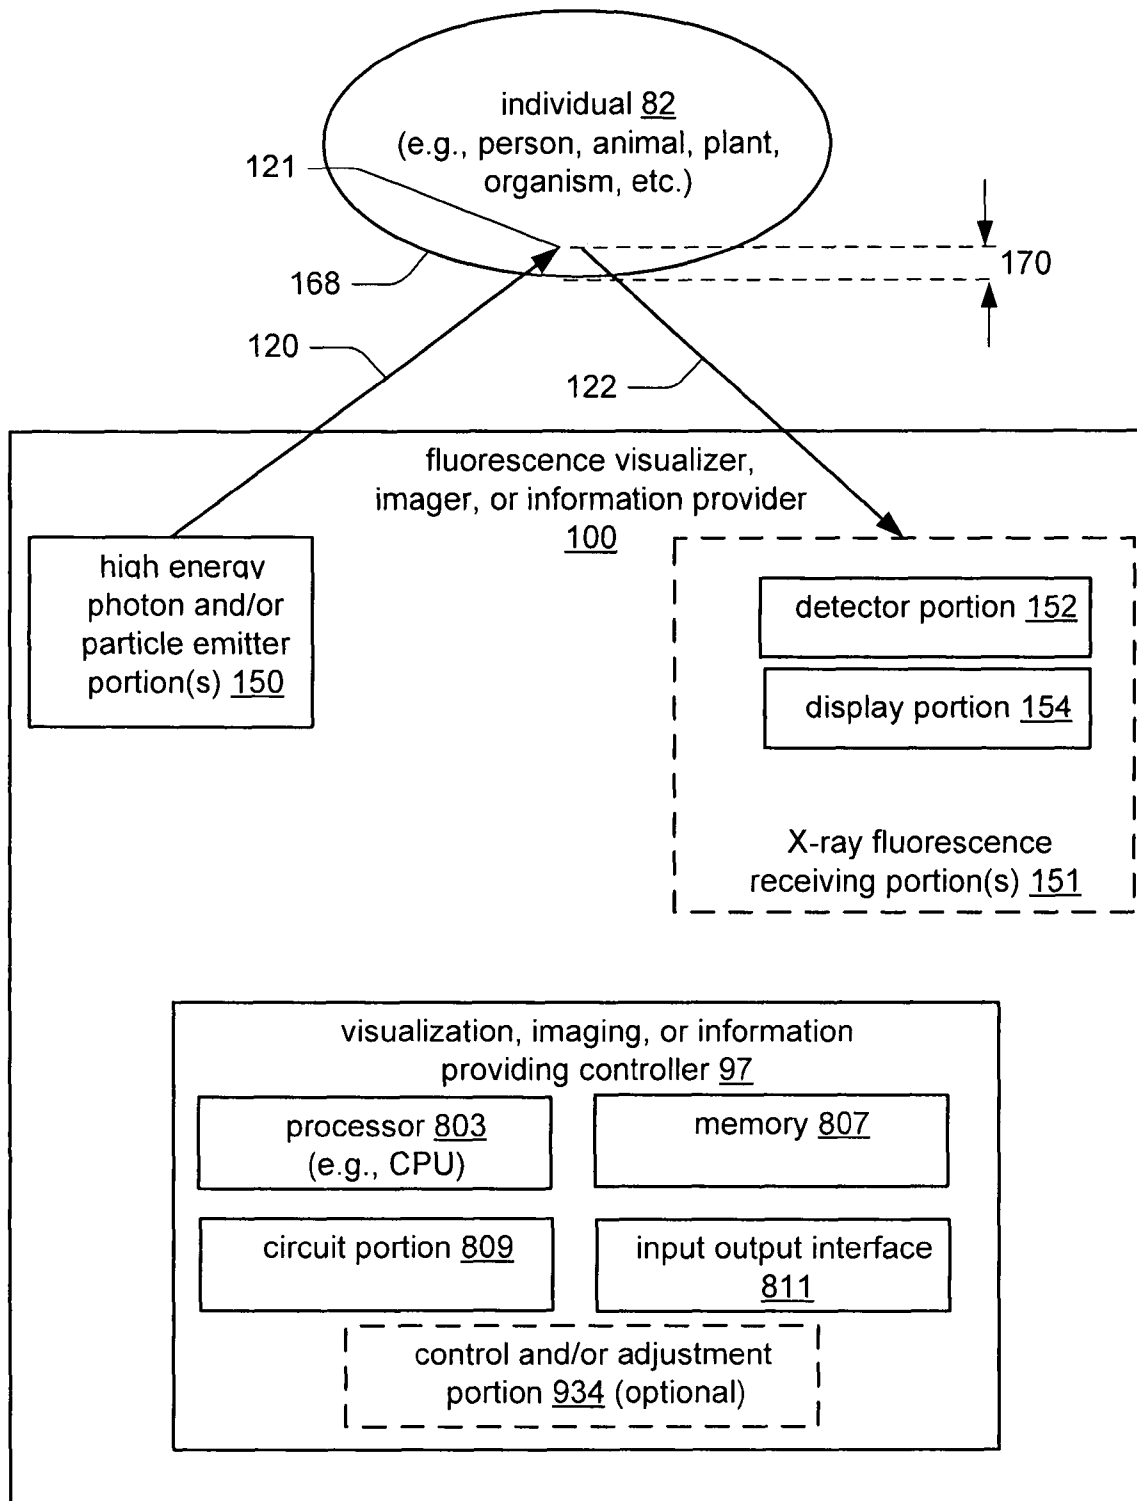 individual 82
(e.g., person, animal, plant,
organism, etc.)
121
168
170
120
122
fluorescence visualizer,
imager, or information provider
100
high energy
photon and/or
particle emitter
portion(s) 150
detector portion 152
display portion 154
X-ray fluorescence
receiving portion(s) 151
visualization, imaging, or information
providing controller 97
processor 803
(e.g., CPU)
memory 807
circuit portion 809
input output interface
811
control and/or adjustment
portion 934 (optional)